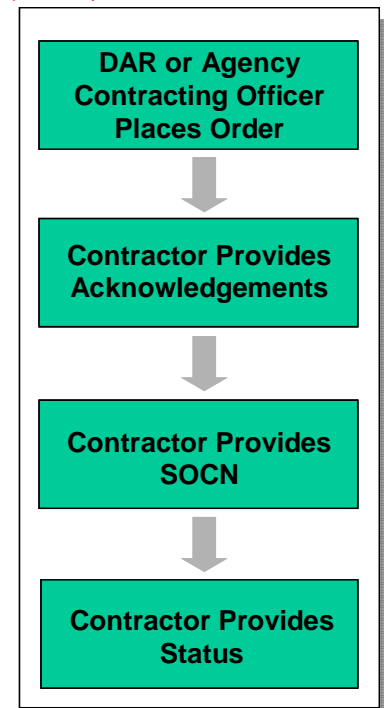 DAR or Agency
Contracting Officer
Places Order
Contractor Provides
Acknowledgements
Contractor Provides
SOCN
Contractor Provides
Status